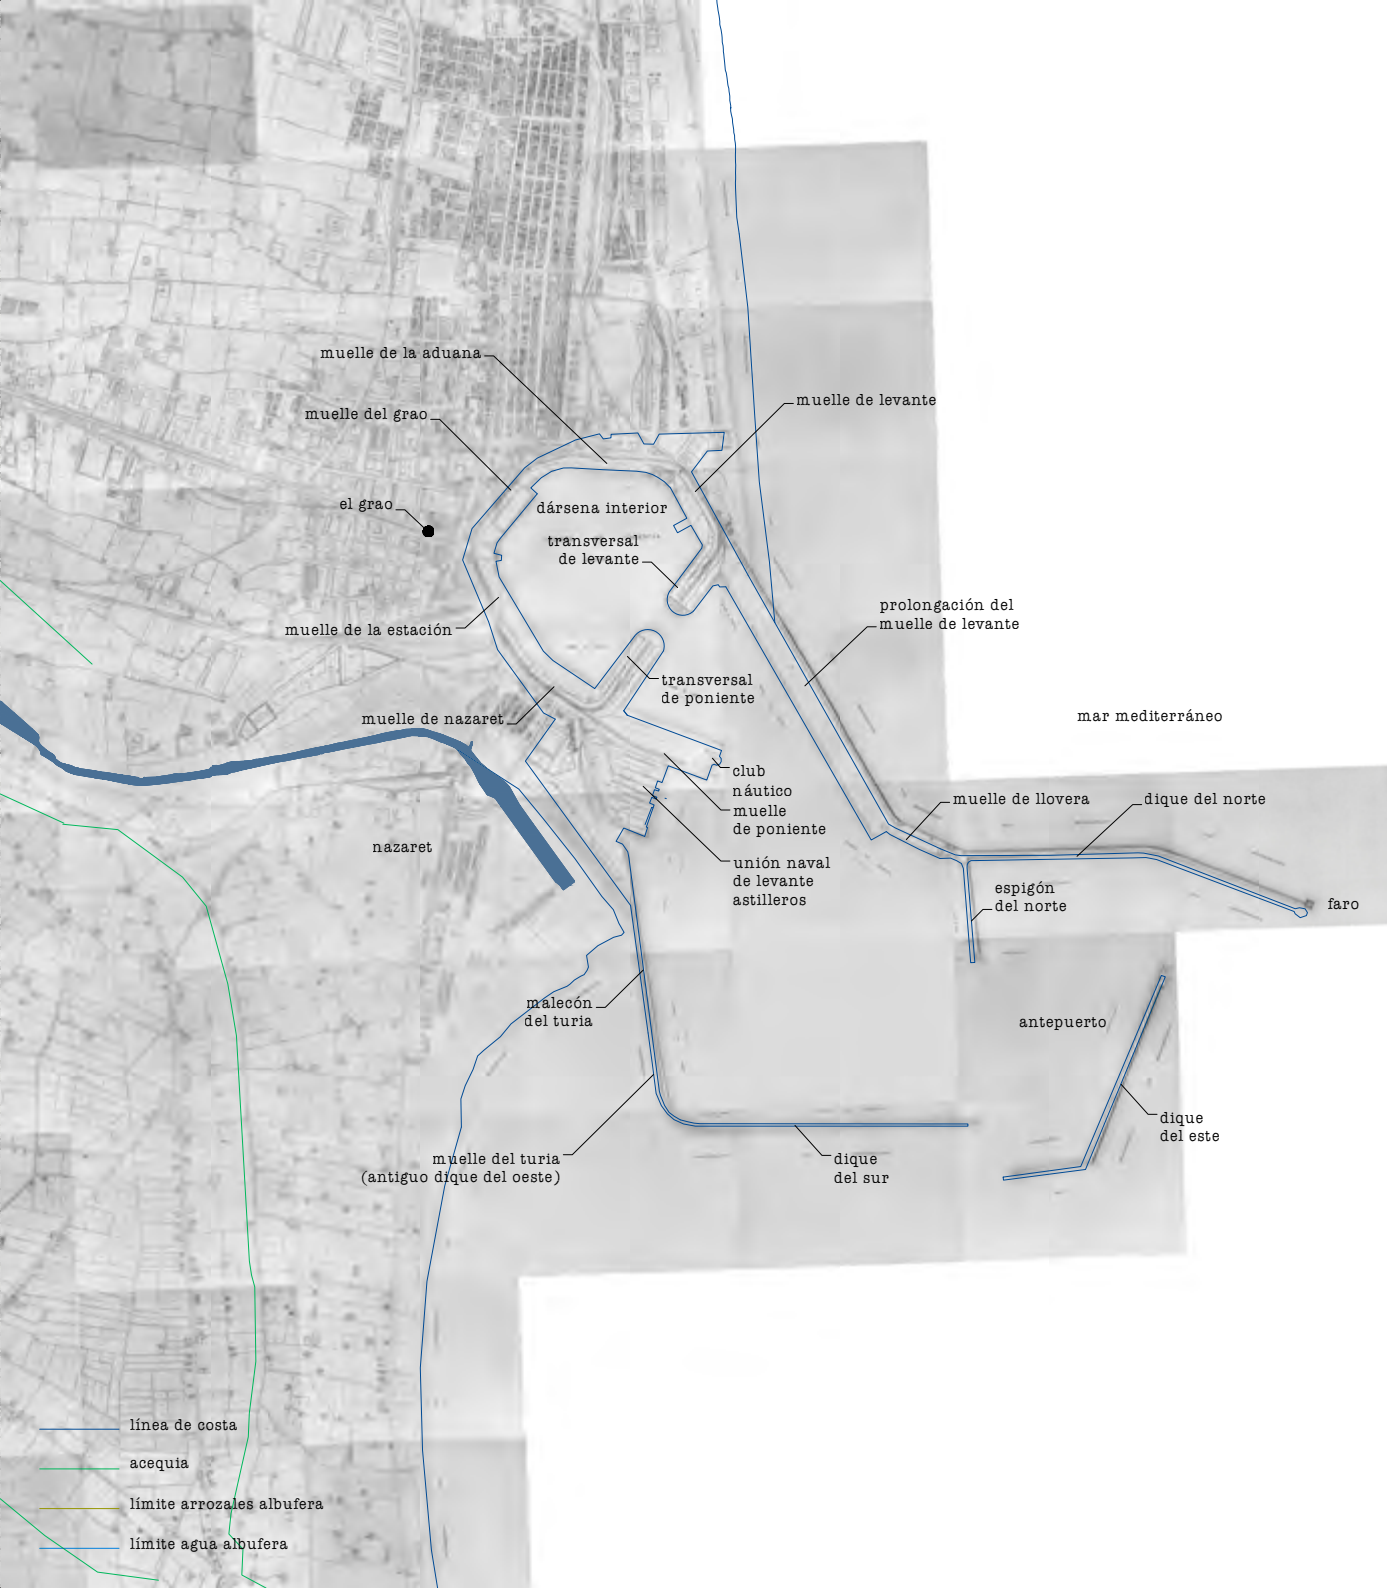 muelle de la aduana
muelle de levante
muelle del grao
el grao
dársena interior
transversal
de levante
prolongación del
muelle de levante
muelle de la estación
transversal
de poniente
muelle de nazaret
mar mediterráneo
club
náutico
muelle
de poniente
muelle de llovera
dique del norte
nazaret
unión naval
de levante
astilleros
espigón
del norte
faro
malecón
del turia
antepuerto
dique
del este
muelle del turia
(antiguo dique del oeste)
dique
del sur
línea de costa
acequia
límite arrozales albufera
límite agua albufera